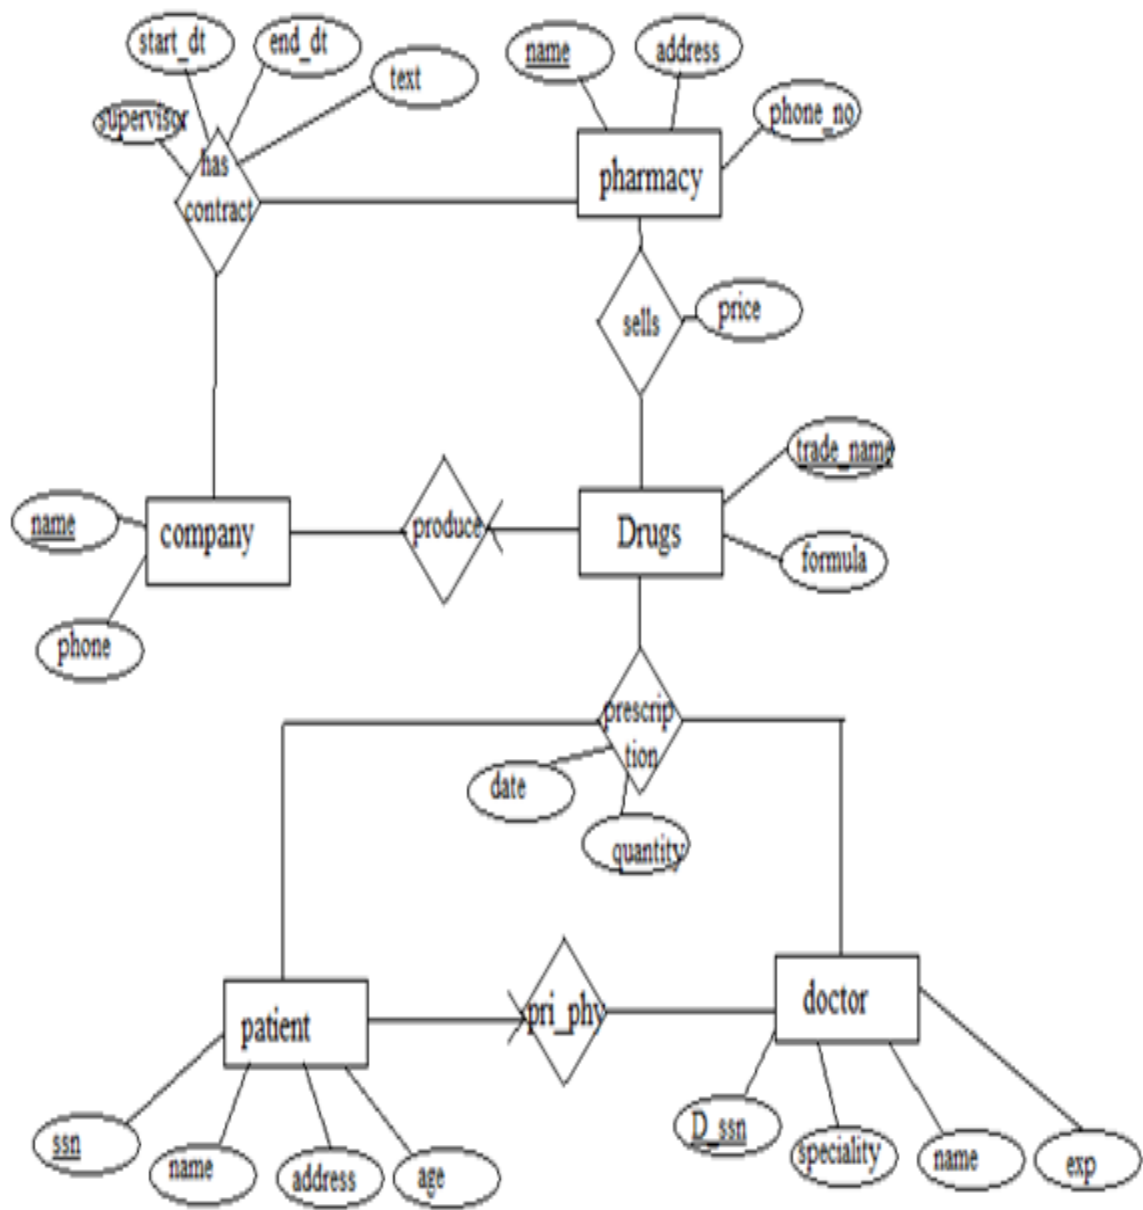 start_dt
end_dt
text
supervisor
has
contract
name
address
phone_no
pharmacy
sells
price
trade_name
formula
Drugs
produce
company
name
phone
prescrip
tion
date
quantity
patient
pri_phy
doctor
ssn
name
address
age
D_ssn
speciality
name
exp